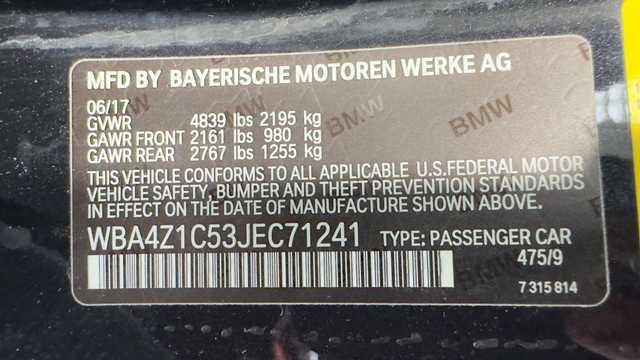 MFD BY BAYERISCHE MOTOREN WERKE AG
06/17
GVWR 4839 lbs 2195 kg
GAWR FRONT 2161 lbs 980 kg
GAWR REAR 2767 lbs 1255 kg
THIS VEHICLE CONFORMS TO ALL APPLICABLE U.S.FEDERAL MOTOR
VEHICLE SAFETY, BUMPER AND THEFT PREVENTION STANDARDS
IN EFFECT ON THE DATE OF MANUFACTURE SHOWN ABOVE.
WBA4Z1C53JEC71241 TYPE: PASSENGER CAR
475/9
7 315 814
BMW
BMW
BMW